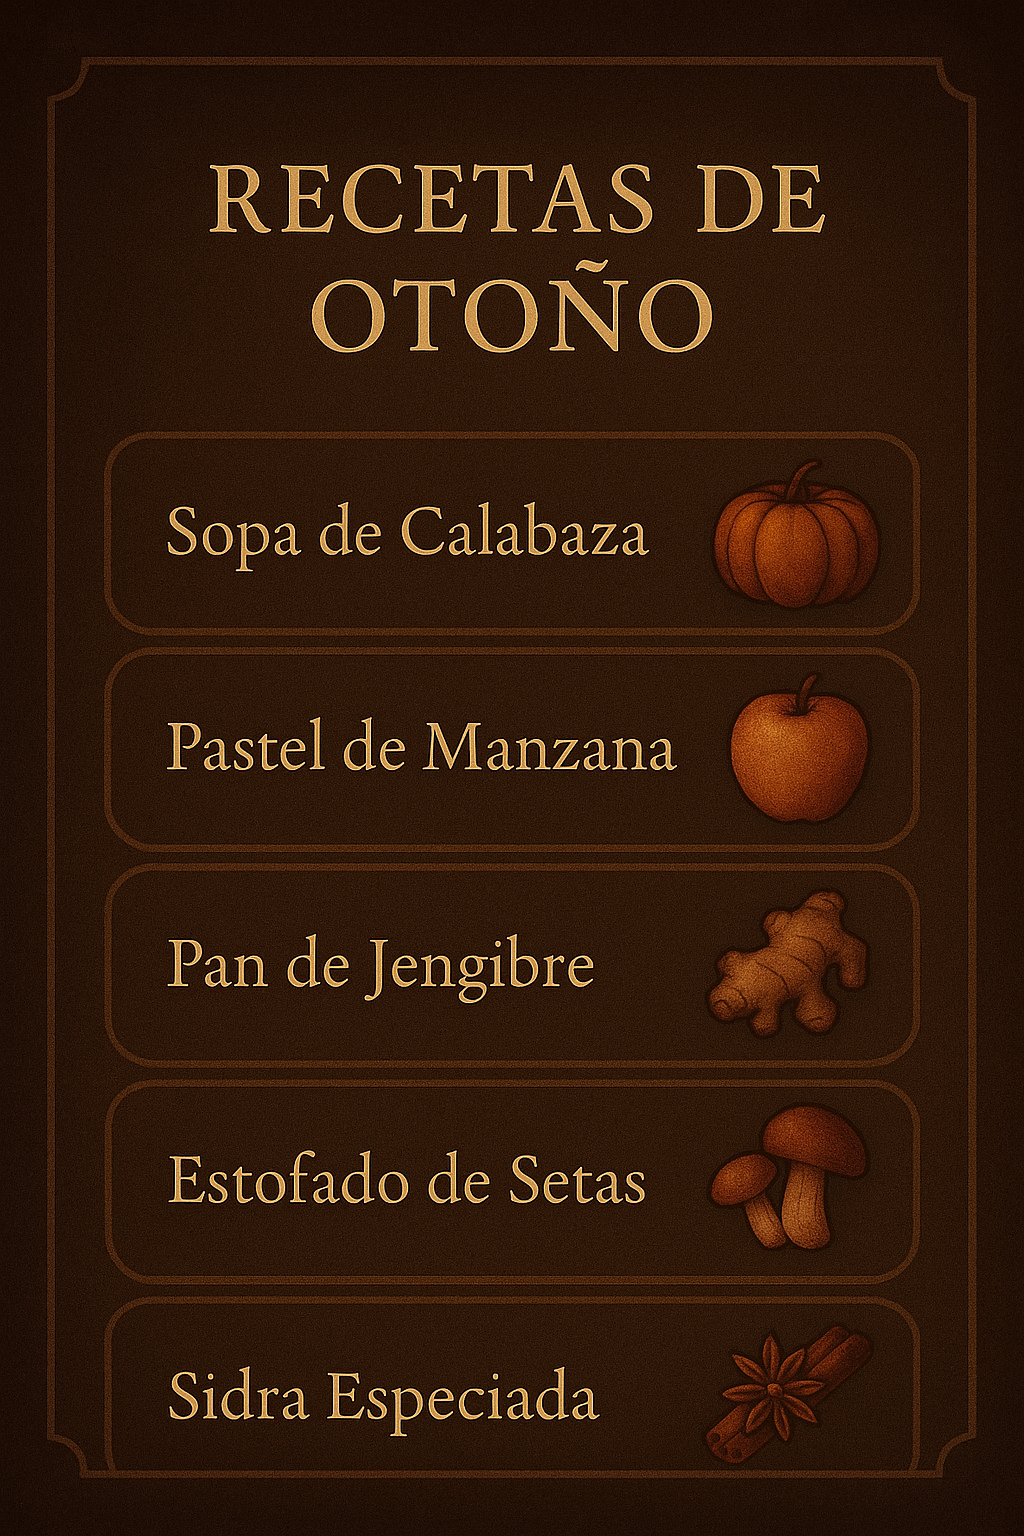 RECETAS DE
OTOÑO
Sopa de Calabaza
Pastel de Manzana
Pan de Jengibre
Estofado de Setas
Sidra Especiada